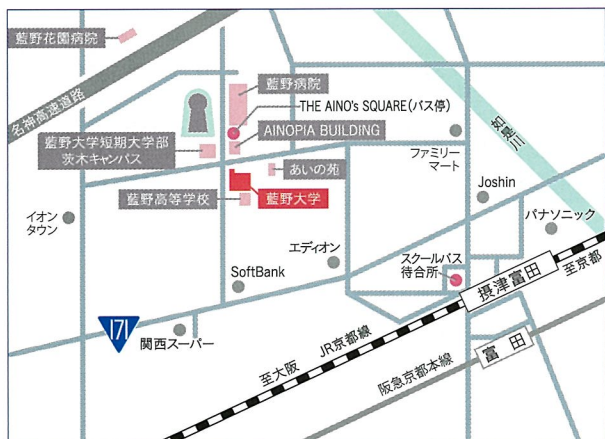 藍野花園病院
名神高速道路
藍野病院
THE AINO's SQUARE(バス停)
AINOPIA BUILDING
藍野大学短期大学部
茨木キャンパス
あいの苑
藍野高等学校
藍野大学
ファミリー
マート
如是川
Joshin
パナソニック
イオン
タウン
エディオン
SoftBank
スクールバス
待合所
摂津富田
至京都
171
関西スーパー
至大阪
JR京都線
阪急京都本線
富田